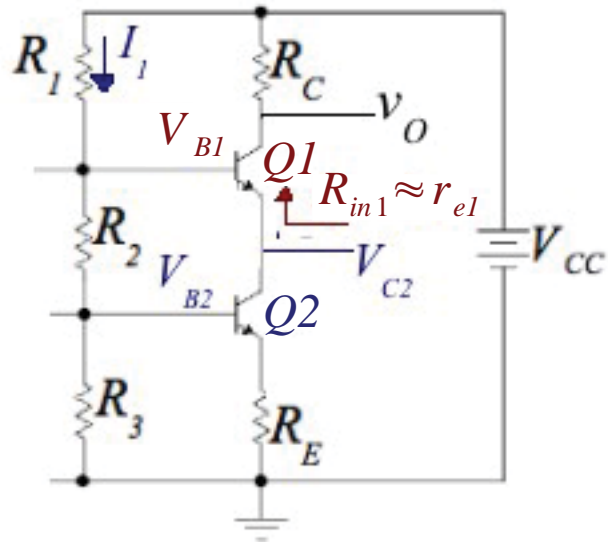 R1 I1 RC
vO
VB1 Q1
Rin1 ≈ re1
R2
VCC
VC2
VB2 Q2
R3 RE